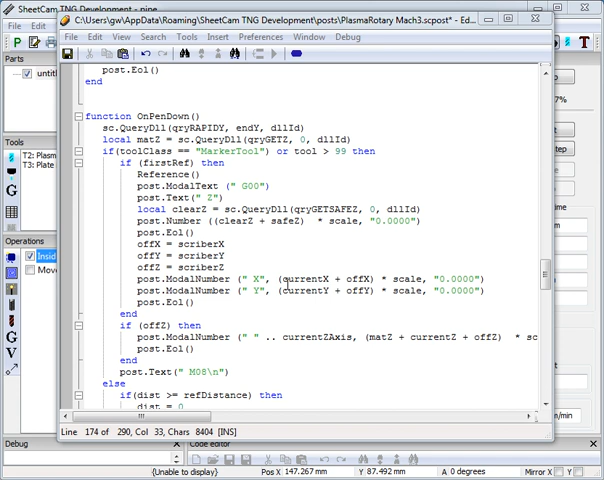 SheetCam TNG Development - pine
File
C:\Users\gw\AppData\Roaming\SheetCam TNG Development\posts\PlasmaRotary Mach3.scpost* - Ed...
File Edit View Search Tools Insert Preferences Window Debug
Parts
untitl
Tools
T2: Plasm
T3: Plate
Operations
Insid
Move
post.Eol()
end
function OnPenDown()
sc.QueryDll(qryRAPIDY, endY, dllId)
local matZ = sc.QueryDll(qryGETZ, 0, dllId)
if(toolClass == "MarkerTool") or tool > 99 then
if (firstRef) then
Reference()
post.ModalText (" G00")
post.Text (" Z")
local clearZ = sc.QueryDll(qryGETSAFEZ, 0, dllId)
post.Number ((clearZ + safeZ) * scale, "0.0000")
post.Eol()
offX = scriberX
offY = scriberY
offZ = scriberZ
post.ModalNumber (" X", (currentX + offX) * scale, "0.0000")
post.ModalNumber (" Y", (currentY + offY) * scale, "0.0000")
post.Eol()
end
if (offZ) then
post.ModalNumber (" " .. currentZAxis, (matZ + currentZ + offZ) * sc
post.Eol()
end
post.Text(" M08\n")
else
if(dist >= refDistance) then
dist = 0
Line 174 of 290, Col 33, Chars 8404 [INS]
7%
step
time
m/min
Debug
Code editor
(Unable to display) Pos X 147.267 mm Pos Y 87.492 mm A 0 degrees Mirror X Y